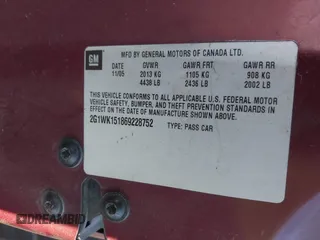 GM
MFD BY GENERAL MOTORS OF CANADA LTD.
DATE GVWR GAWR FRT GAWR RR
11/05 2013 KG 1105 KG 908 KG
4438 LB 2436 LB 2002 LB
THIS VEHICLE CONFORMS TO ALL APPLICABLE U.S. FEDERAL MOTOR
VEHICLE SAFETY, BUMPER, AND THEFT PREVENTION STANDARDS IN
EFFECT ON THE DATE OF MANUFACTURE SHOWN ABOVE.
2G1WK151869228752
TYPE: PASS CAR
DREAMBID